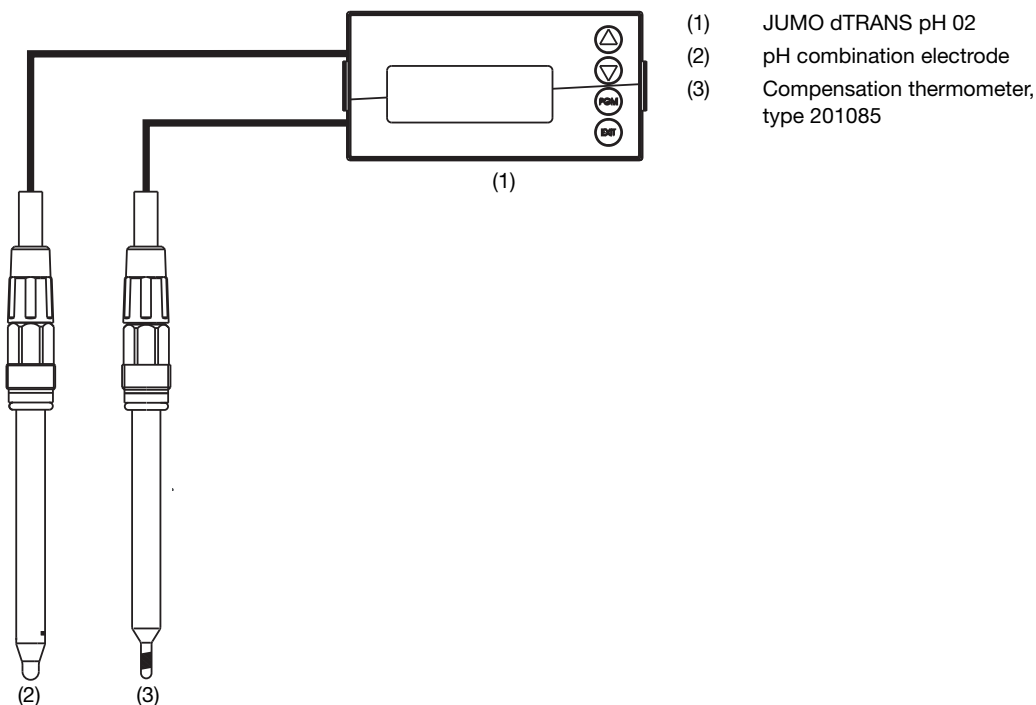 (1) JUMO dTRANS pH 02
(2) pH combination electrode
(3) Compensation thermometer,
type 201085
PGM
EXIT
(1)
(2)
(3)